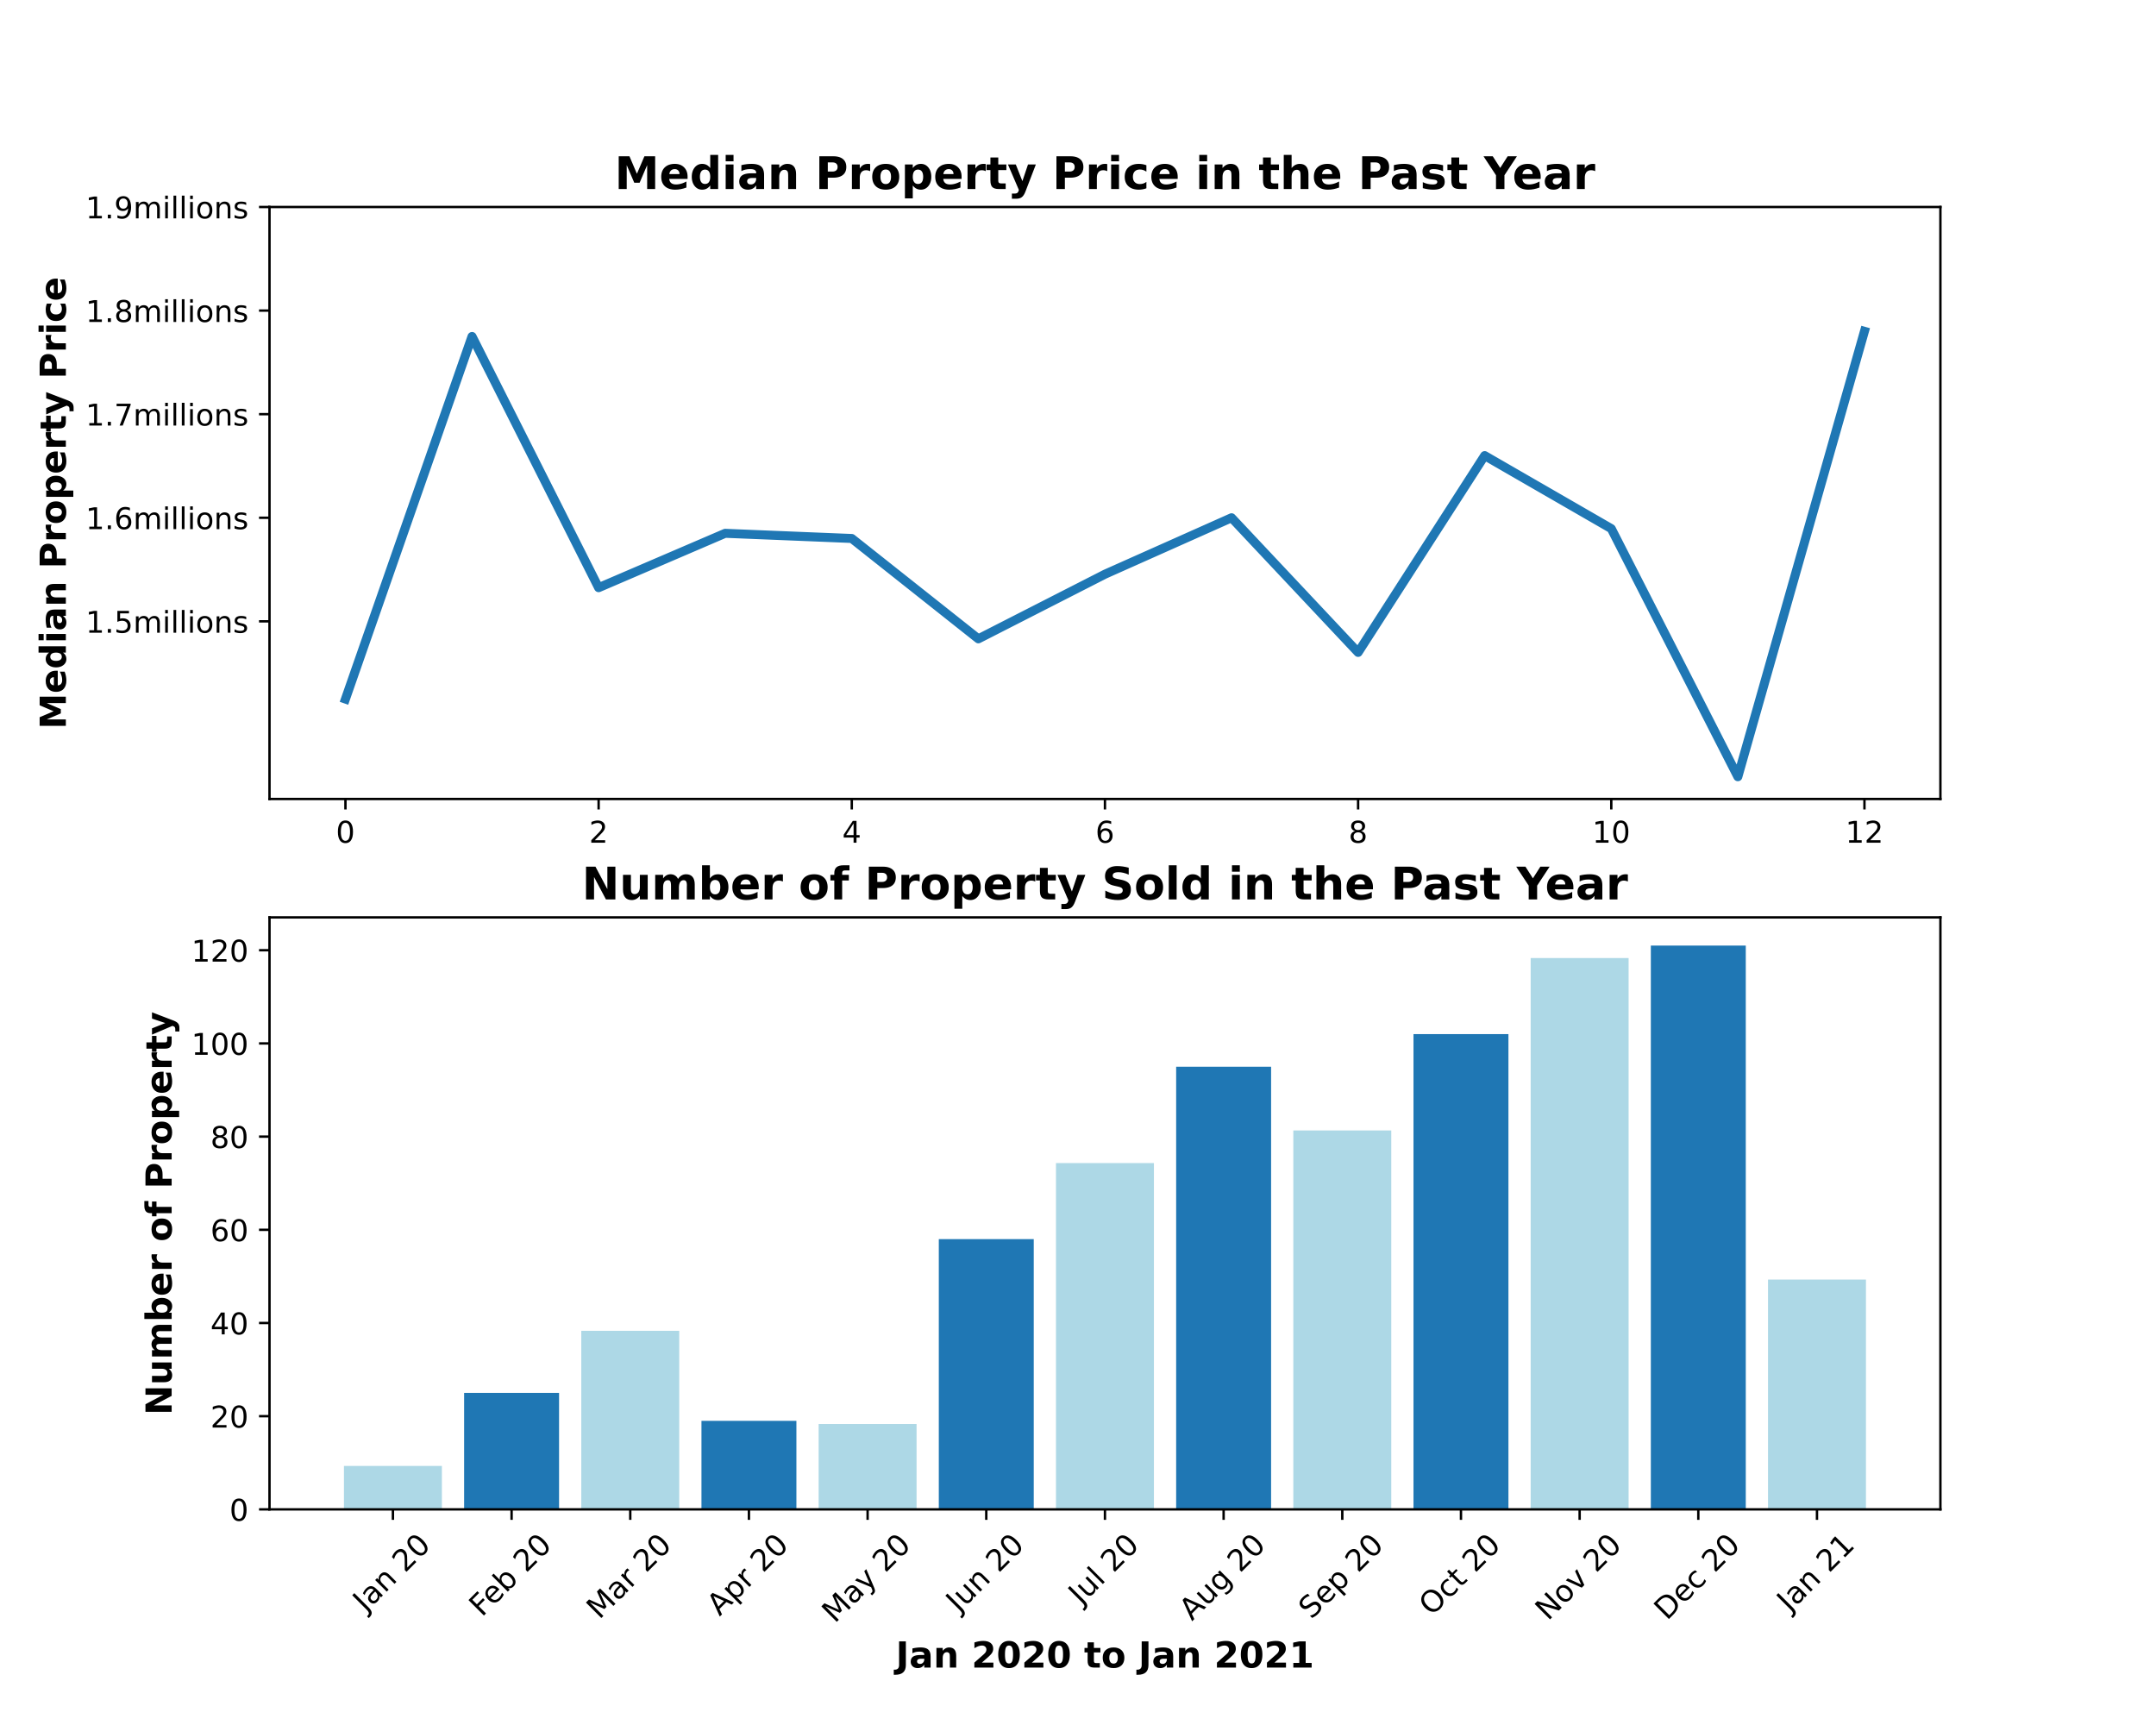 Median Property Price in the Past Year
Median Property Price
1.9millions
1.8millions
1.7millions
1.6millions
1.5millions
0 2 4 6 8 10 12
Number of Property Sold in the Past Year
Number of Property
120
100
80
60
40
20
0
Jan 20 Feb 20 Mar 20 Apr 20 May 20 Jun 20 Jul 20 Aug 20 Sep 20 Oct 20 Nov 20 Dec 20 Jan 21
Jan 2020 to Jan 2021